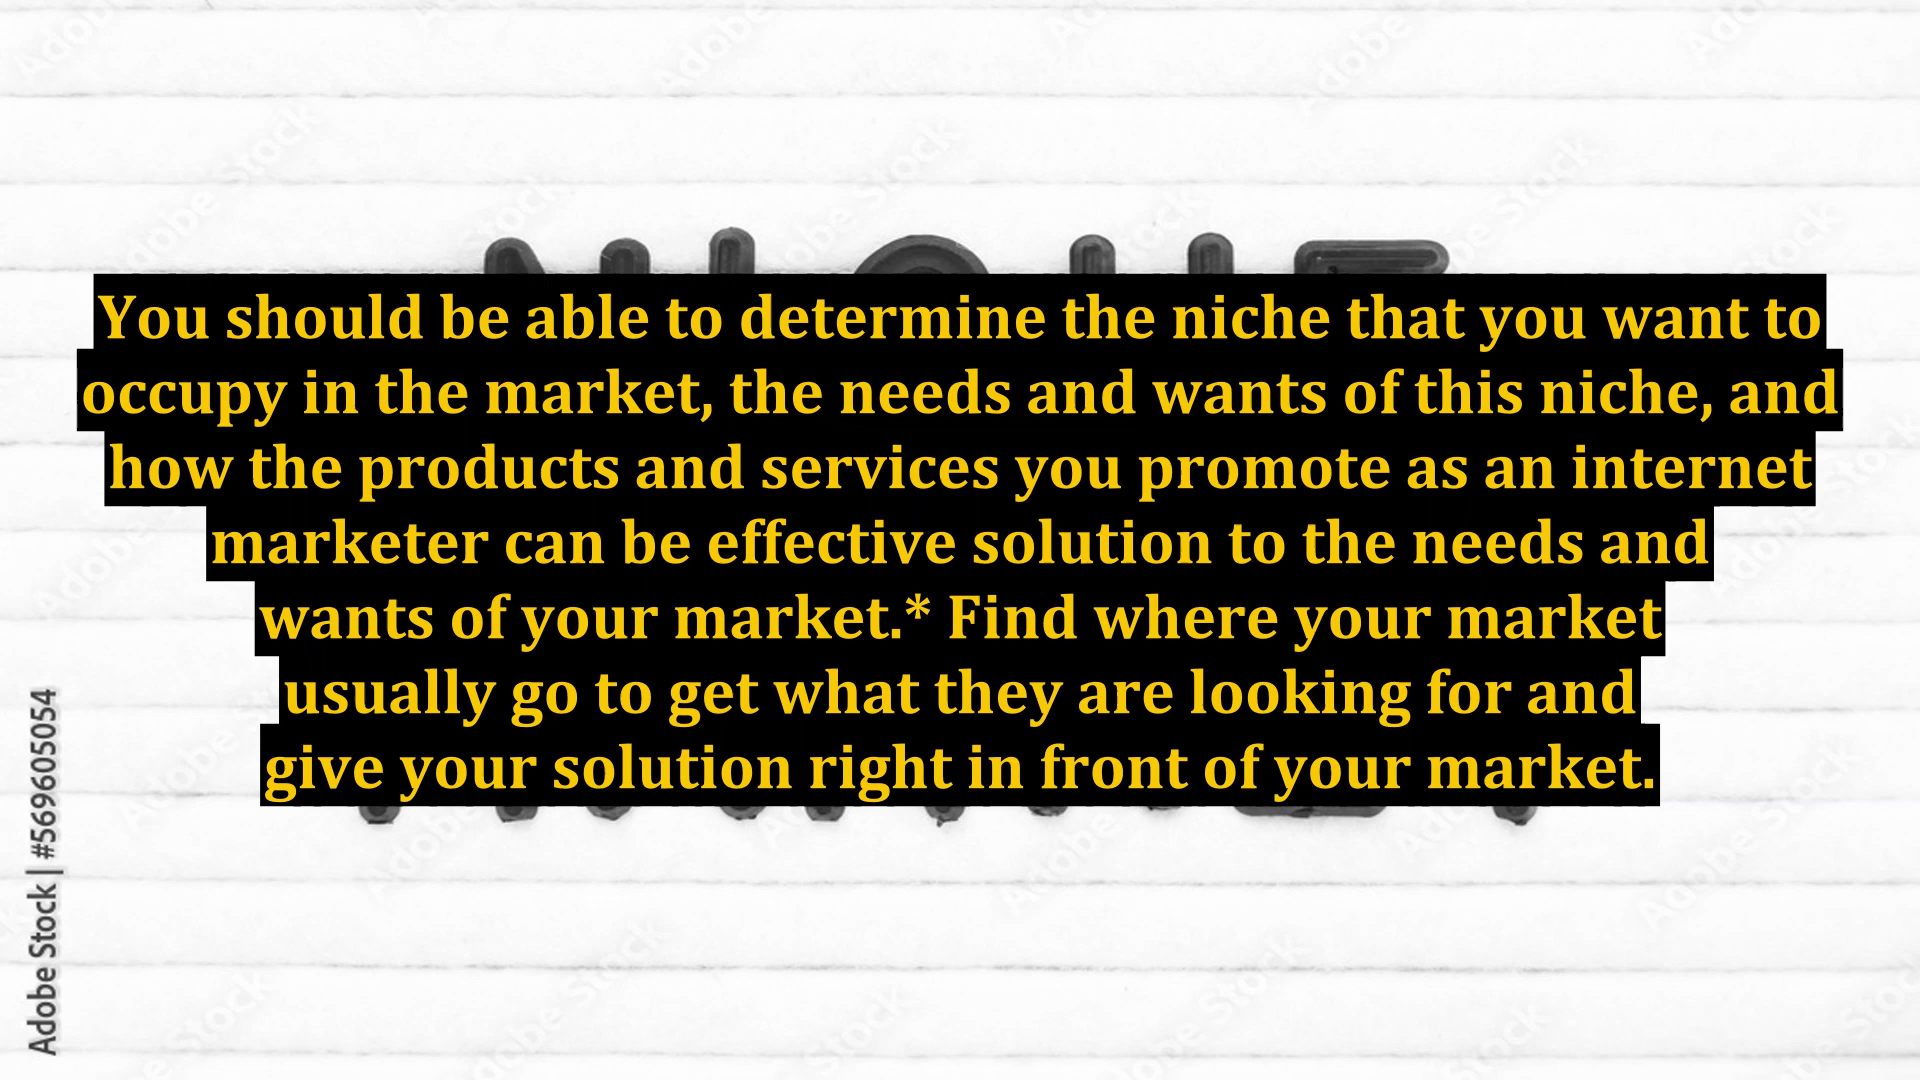 You should be able to determine the niche that you want to
occupy in the market, the needs and wants of this niche, and
how the products and services you promote as an internet
marketer can be effective solution to the needs and
wants of your market.* Find where your market
usually go to get what they are looking for and
give your solution right in front of your market.
Adobe Stock | #569605054